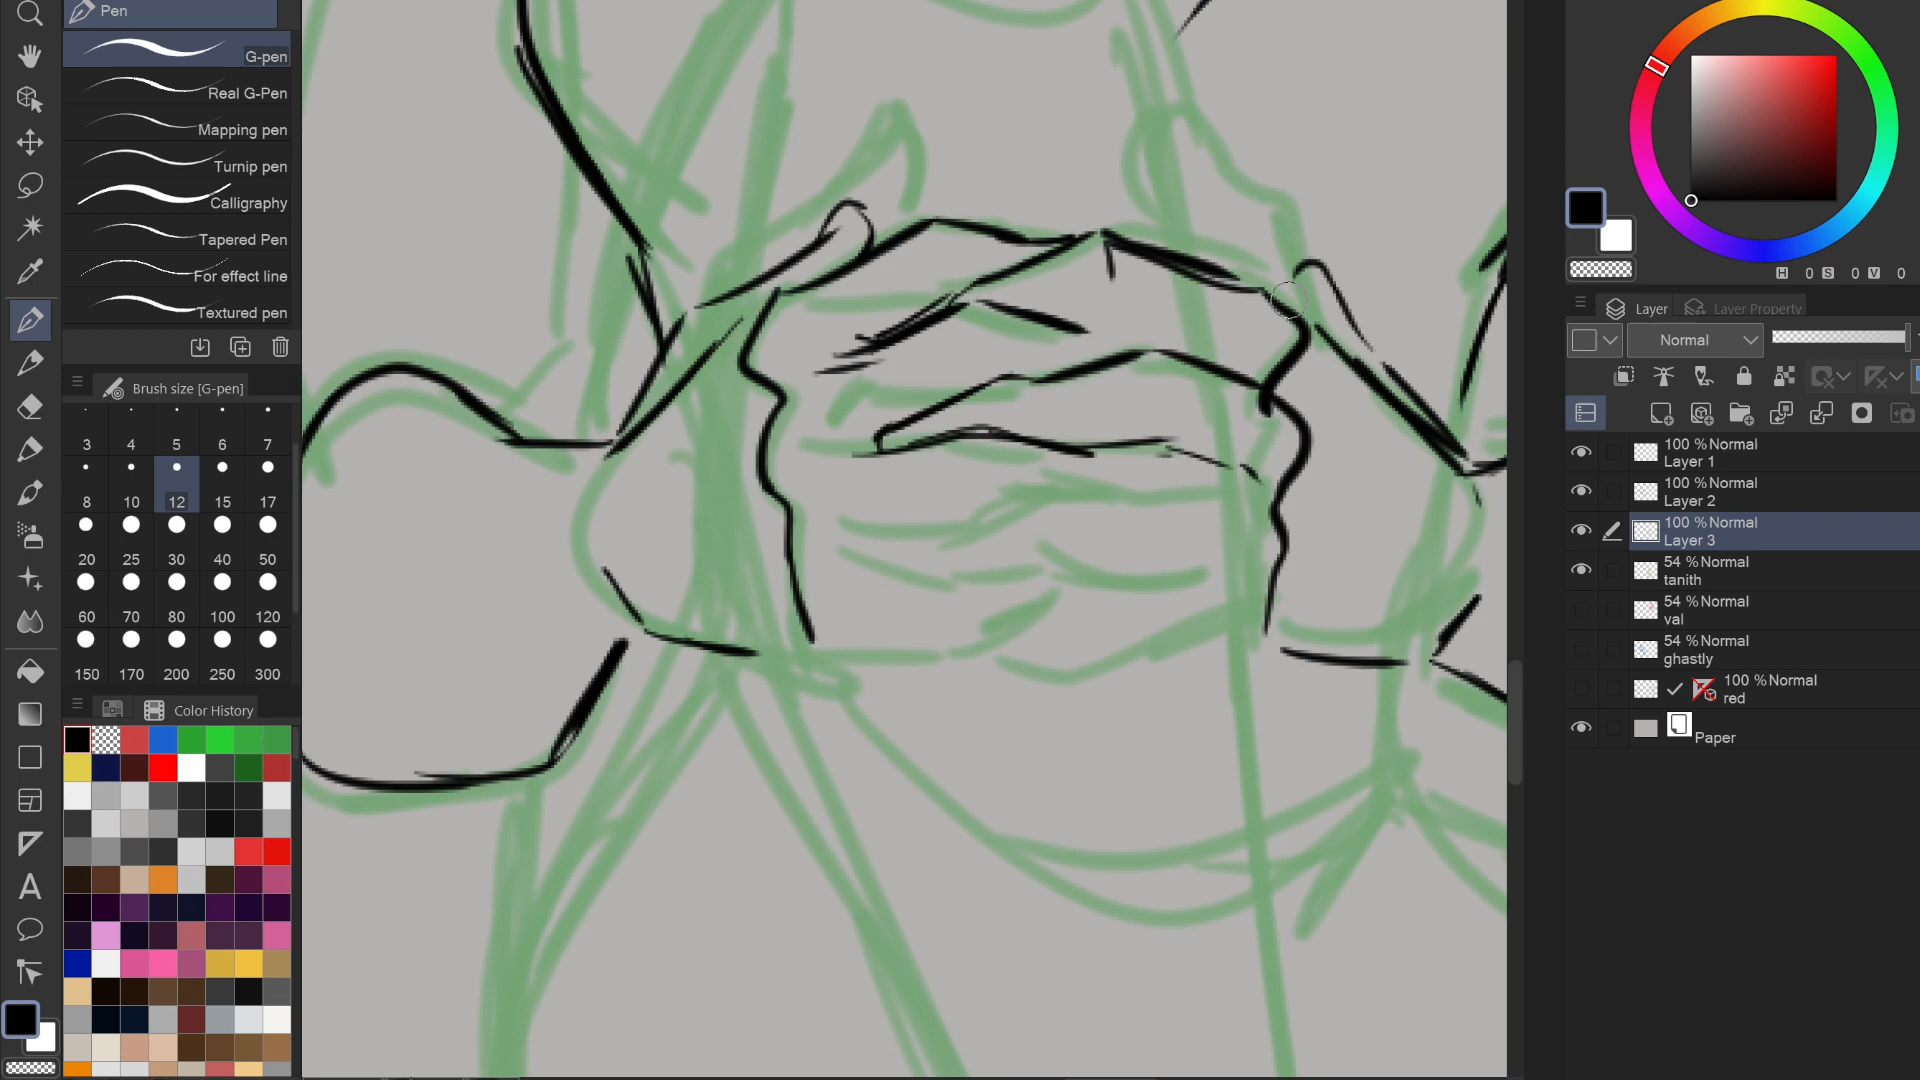 Pen
G-pen
Real G-Pen
Mapping pen
Turnip pen
Calligraphy
Tapered Pen
For effect line
Textured pen
Brush size [G-pen]
3 4 5 6 7
8 10 12 15 17
20 25 30 40 50
60 70 80 100 120
150 170 200 250 300
Color History
H 0 S 0 V 0
Layer Layer Property
Normal
100 % Normal
Layer 1
100 % Normal
Layer 2
100 % Normal
Layer 3
54 % Normal
tanith
54 % Normal
val
54 % Normal
ghastly
100 % Normal
red
Paper